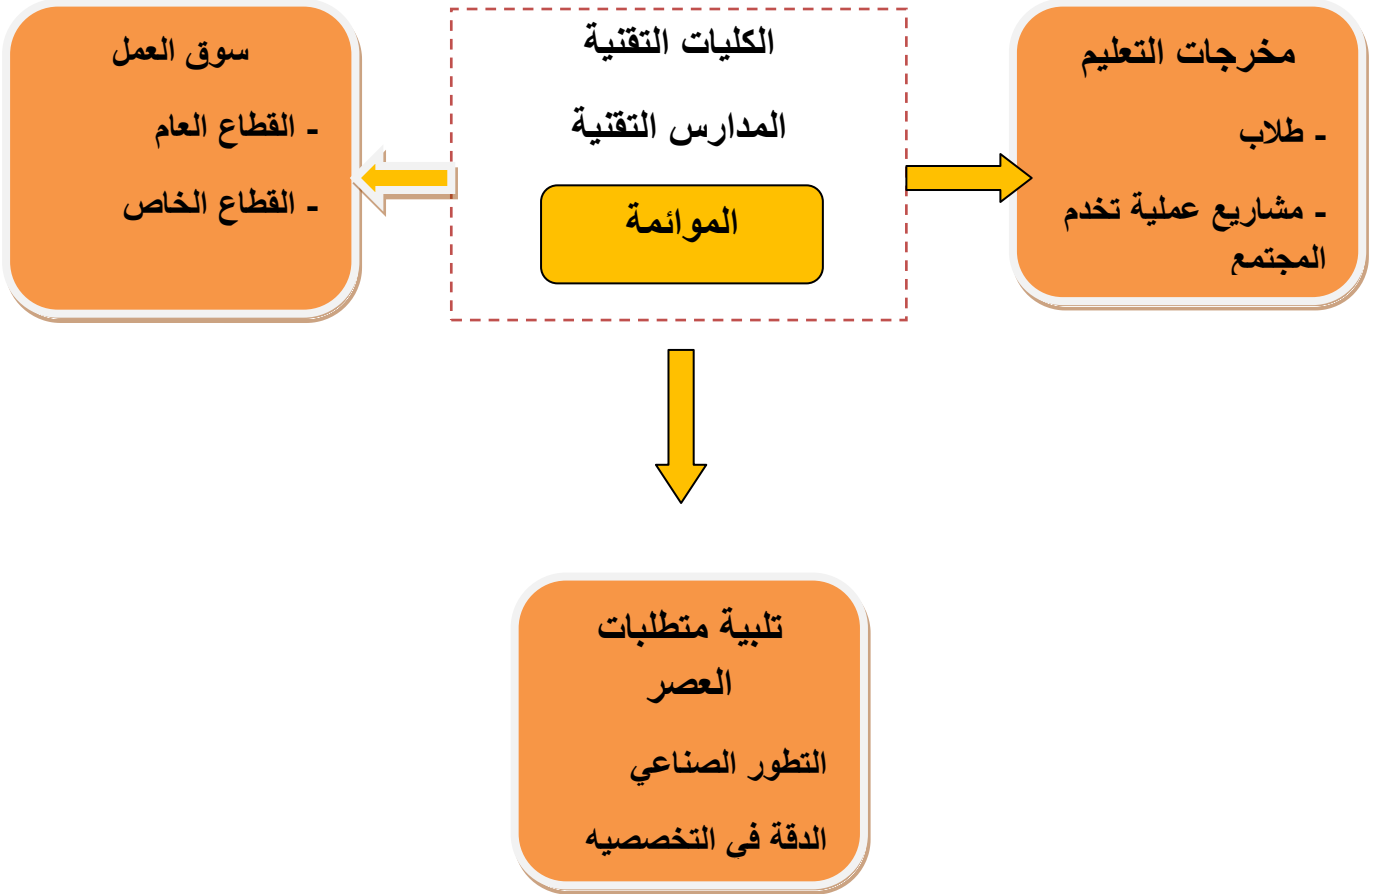 مخرجات التعليم
- طلاب
- مشاريع عملية تخدم
المجتمع
الكليات التقنية
المدارس التقنية
الموائمة
سوق العمل
- القطاع العام
- القطاع الخاص
تلبية متطلبات
العصر
التطور الصناعي
الدقة في التخصصيه